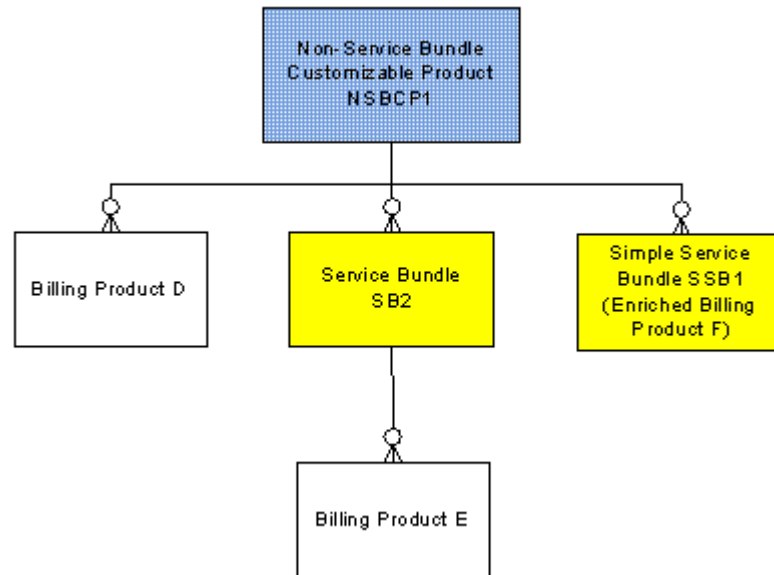 Non-Service Bundle
Customizable Product
NSBCP1
Billing Product D
Service Bundle
SB2
Simple Service
Bundle SSB1
(Enriched Billing
Product F)
Billing Product E